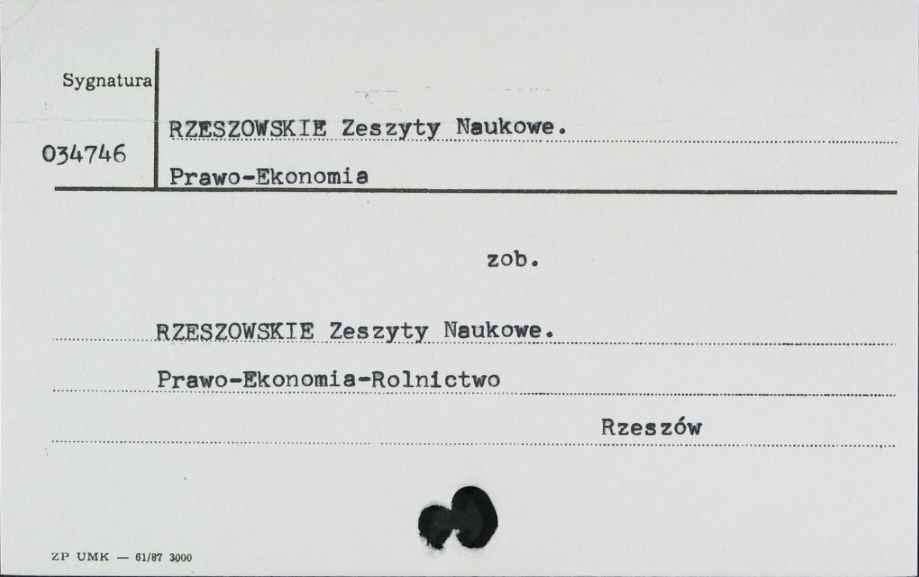 Sygnatura
RZESZOWSKIE Zeszyty Naukowe.
034746
Prawo-Ekonomia
zob.
RZESZOWSKIE Zeszyty Naukowe.
Prawo-Ekonomia-Rolnictwo
Rzeszów
ZP UMK — 61/87 3000